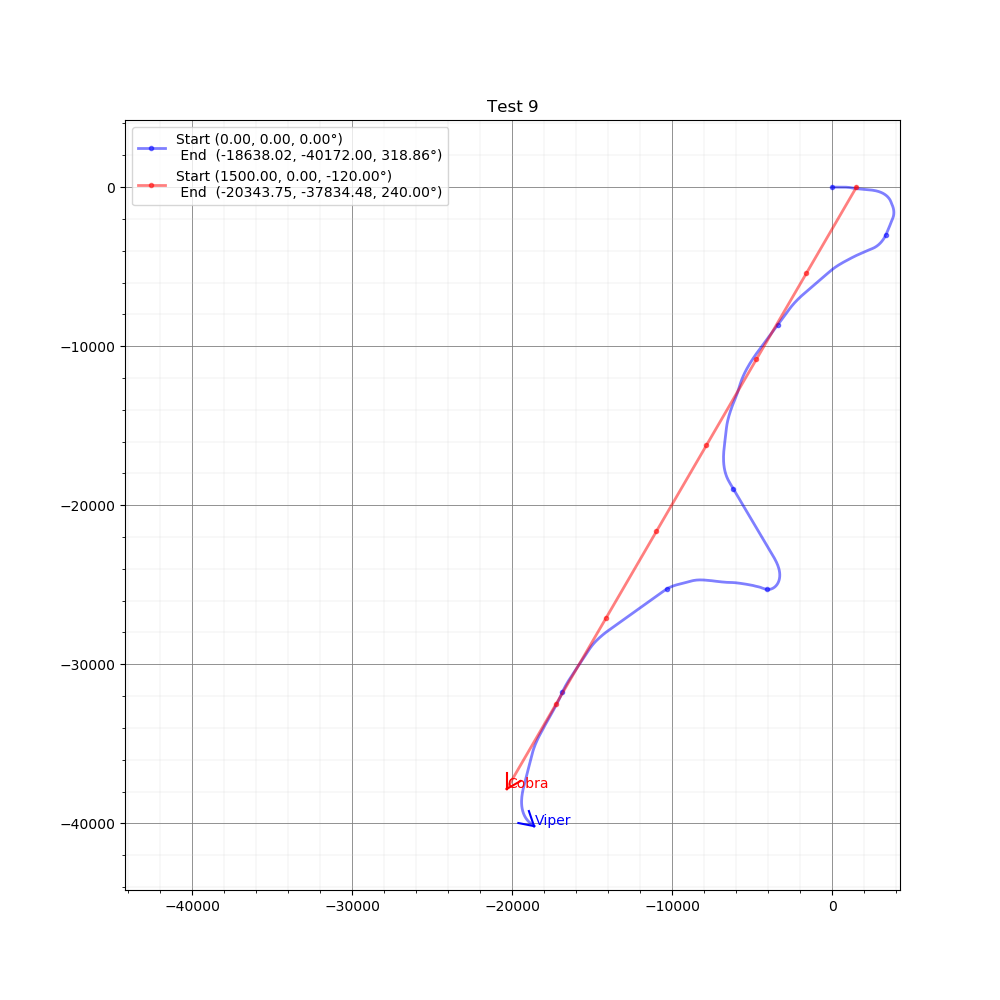 Test 9
Start (0.00, 0.00, 0.00°)
End (-18638.02, -40172.00, 318.86°)
Start (1500.00, 0.00, -120.00°)
End (-20343.75, -37834.48, 240.00°)
0
−10000
−20000
−30000
−40000
Cobra
Viper
−40000 −30000 −20000 −10000 0